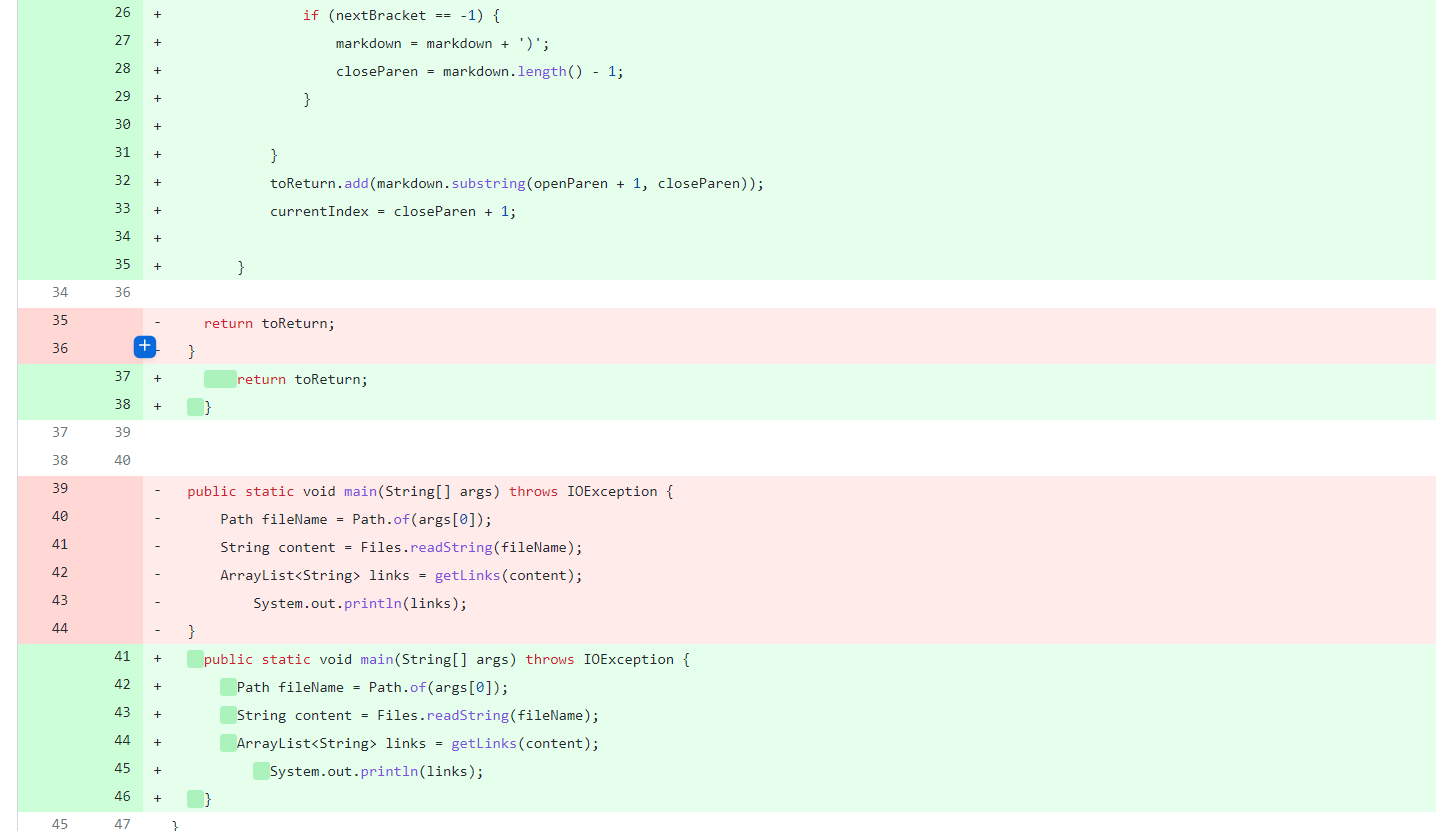 26 + if (nextBracket == -1) {
27 + markdown = markdown + ')';
28 + closeParen = markdown.length() - 1;
29 + }
30 +
31 + }
32 + toReturn.add(markdown.substring(openParen + 1, closeParen));
33 + currentIndex = closeParen + 1;
34 +
35 + }
34 36
35 - return toReturn;
36 + - }
37 + return toReturn;
38 + }
37 39
38 40
39 - public static void main(String[] args) throws IOException {
40 - Path fileName = Path.of(args[0]);
41 - String content = Files.readString(fileName);
42 - ArrayList<String> links = getLinks(content);
43 - System.out.println(links);
44 - }
41 + public static void main(String[] args) throws IOException {
42 + Path fileName = Path.of(args[0]);
43 + String content = Files.readString(fileName);
44 + ArrayList<String> links = getLinks(content);
45 + System.out.println(links);
46 + }
45 47 }